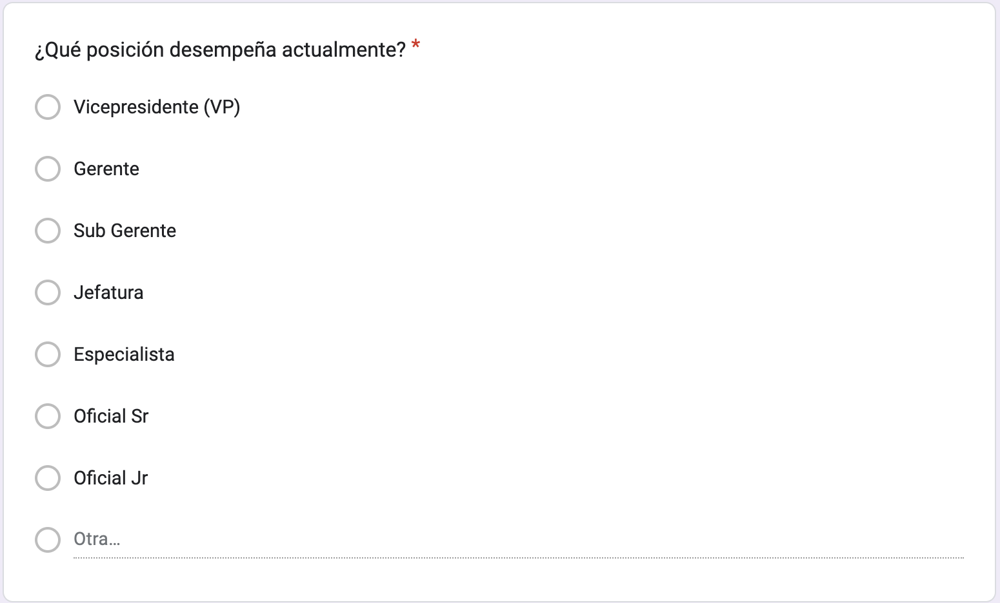 ¿Qué posición desempeña actualmente? *
Vicepresidente (VP)
Gerente
Sub Gerente
Jefatura
Especialista
Oficial Sr
Oficial Jr
Otra...